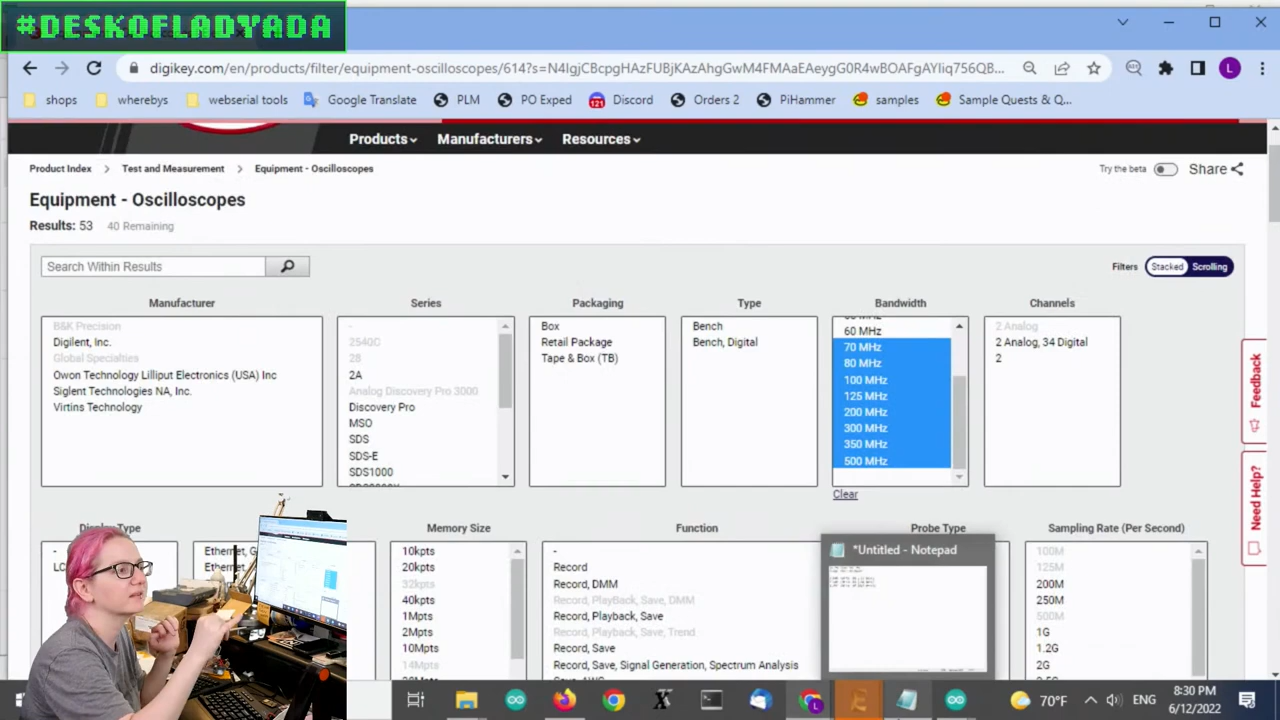 #DESKOFLADYADA
digikey.com/en/products/filter/equipment-oscilloscopes/614?s=N4IgjCBcpgHAzFUBjKAzAhgGwM4FMAaEAeygG0R4wBOAFgAYIiq756QB...
shops
whereby
webserial tools
Google Translate
PLM
PO Exped
Discord
Orders 2
PiHammer
samples
Sample Quests & Q...
Products
Manufacturers
Resources
Product Index > Test and Measurement > Equipment - Oscilloscopes
Try the beta
Share
Equipment - Oscilloscopes
Results: 53
40 Remaining
Search Within Results
Filters
Stacked
Scrolling
Manufacturer
B&K Precision
Digilent, Inc.
Global Specialties
Owon Technology Lilliput Electronics (USA) Inc
Siglent Technologies NA, Inc.
Virtins Technology
Series
-
2540C
28
2A
Analog Discovery Pro 3000
Discovery Pro
MSO
SDS
SDS-E
SDS1000
Packaging
Box
Retail Package
Tape & Box (TB)
Type
Bench
Bench, Digital
Bandwidth
60 MHz
70 MHz
80 MHz
100 MHz
125 MHz
200 MHz
300 MHz
350 MHz
500 MHz
Clear
Channels
2 Analog
2 Analog, 34 Digital
2
Feedback
Need Help?
Display Type
-
LC
Ethernet, G
Ethernet,
Memory Size
10kpts
20kpts
32kpts
40kpts
1Mpts
2Mpts
10Mpts
14Mpts
Function
-
Record
Record, DMM
Record, PlayBack, Save, DMM
Record, Playback, Save
Record, Playback, Save, Trend
Record, Save
Record, Save, Signal Generation, Spectrum Analysis
Probe Type
*Untitled - Notepad
Sampling Rate (Per Second)
100M
125M
200M
250M
500M
1G
1.2G
2G
70°F
ENG
8:30 PM
6/12/2022